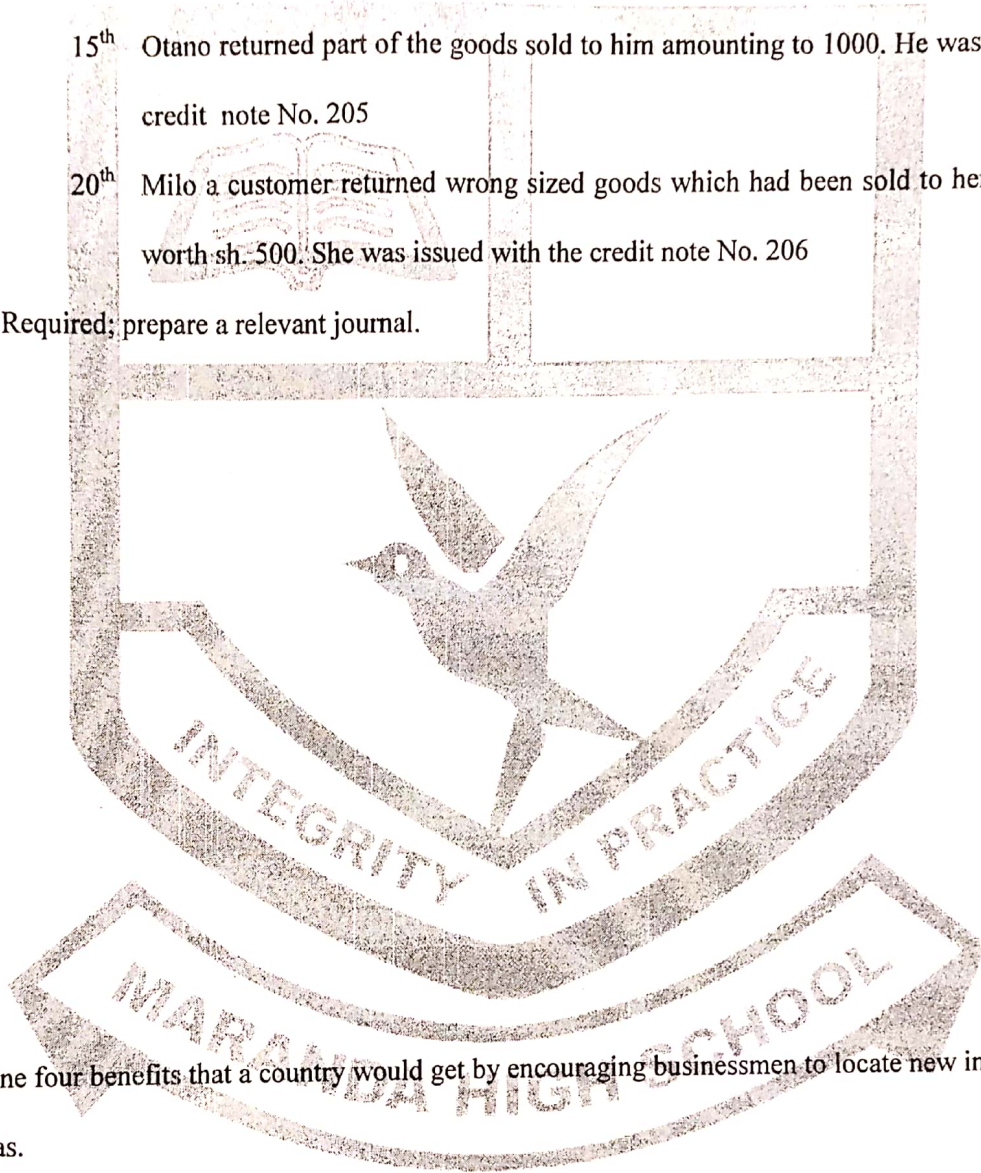 15th Otano returned part of the goods sold to him amounting to 1000. He was
credit note No. 205
20th Milo a customer returned wrong sized goods which had been sold to he
worth sh. 500. She was issued with the credit note No. 206
Required; prepare a relevant journal.
INTEGRITY IN PRACTICE
MARANDA HIGH SCHOOL
ne four benefits that a country would get by encouraging businessmen to locate new in
as.